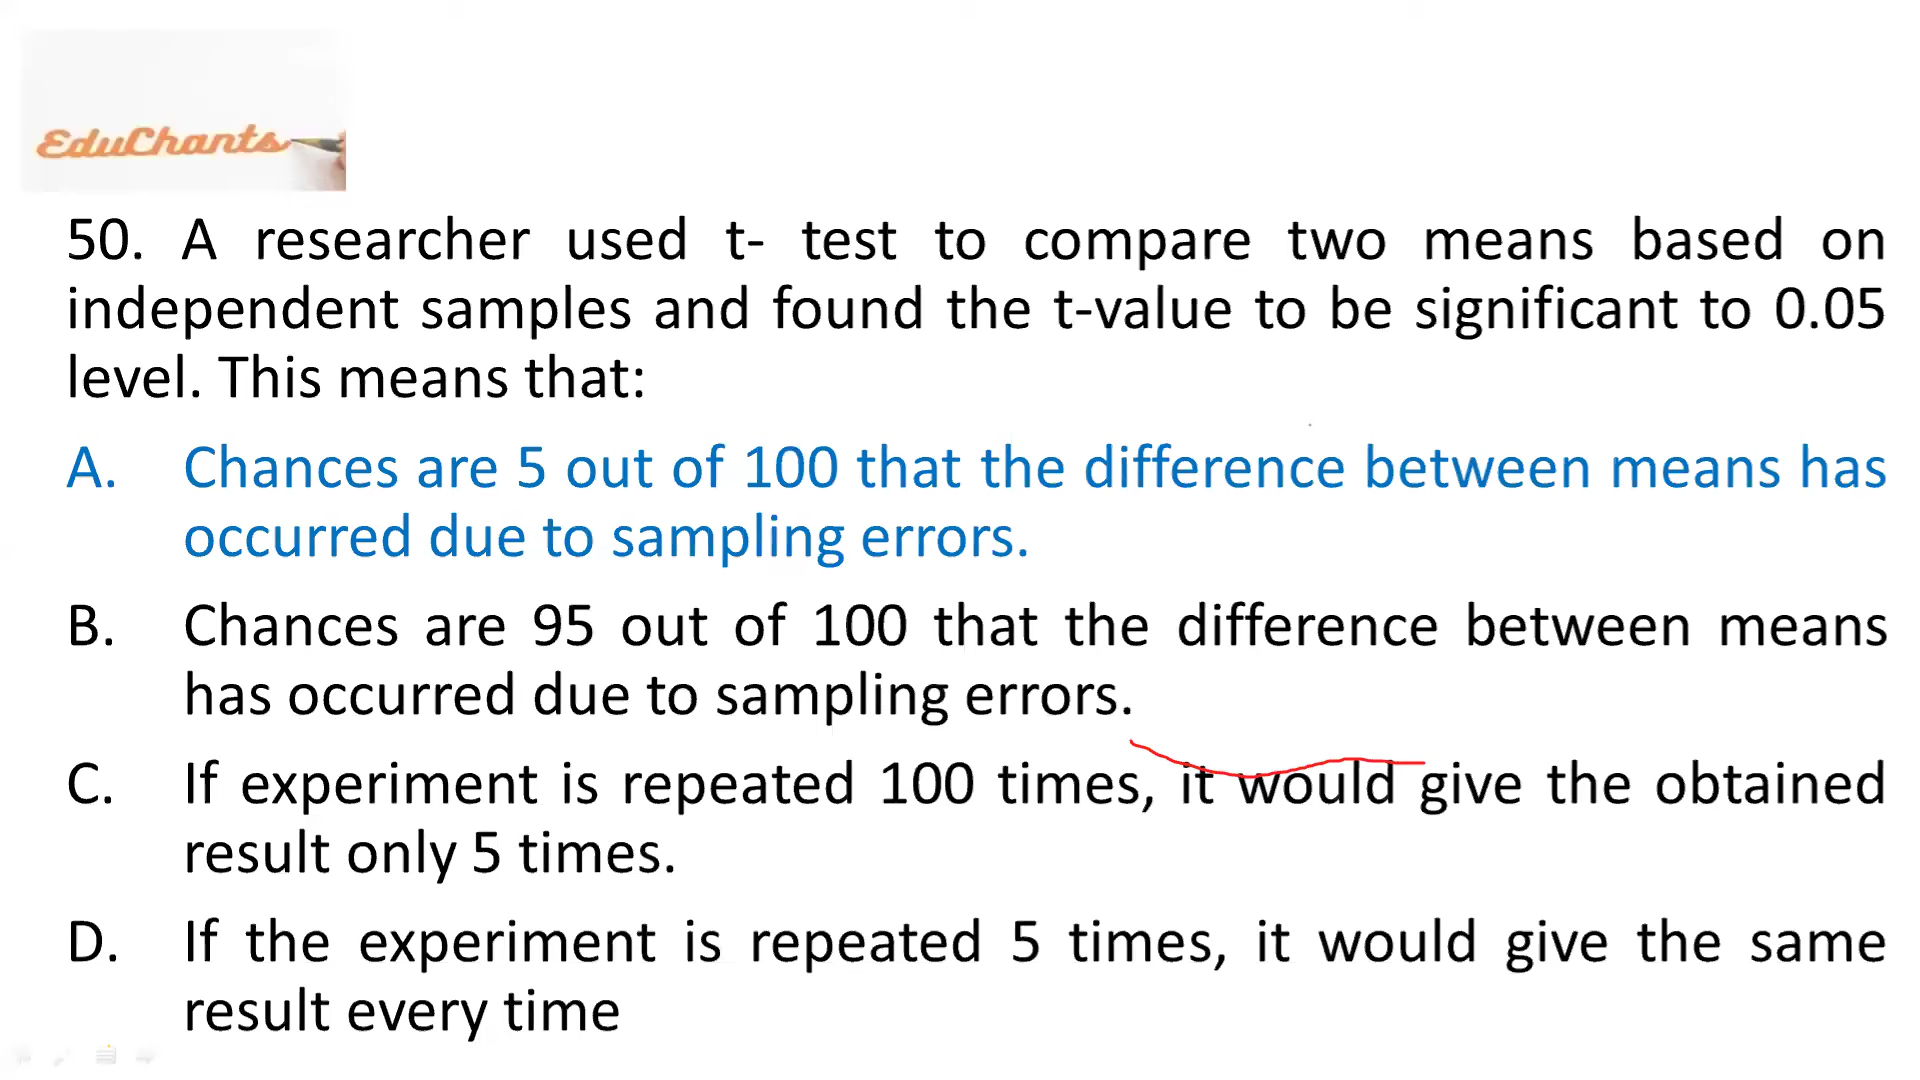 EduChants
50. A researcher used t- test to compare two means based on
independent samples and found the t-value to be significant to 0.05
level. This means that:
A. Chances are 5 out of 100 that the difference between means has
occurred due to sampling errors.
B. Chances are 95 out of 100 that the difference between means
has occurred due to sampling errors.
C. If experiment is repeated 100 times, it would give the obtained
result only 5 times.
D. If the experiment is repeated 5 times, it would give the same
result every time